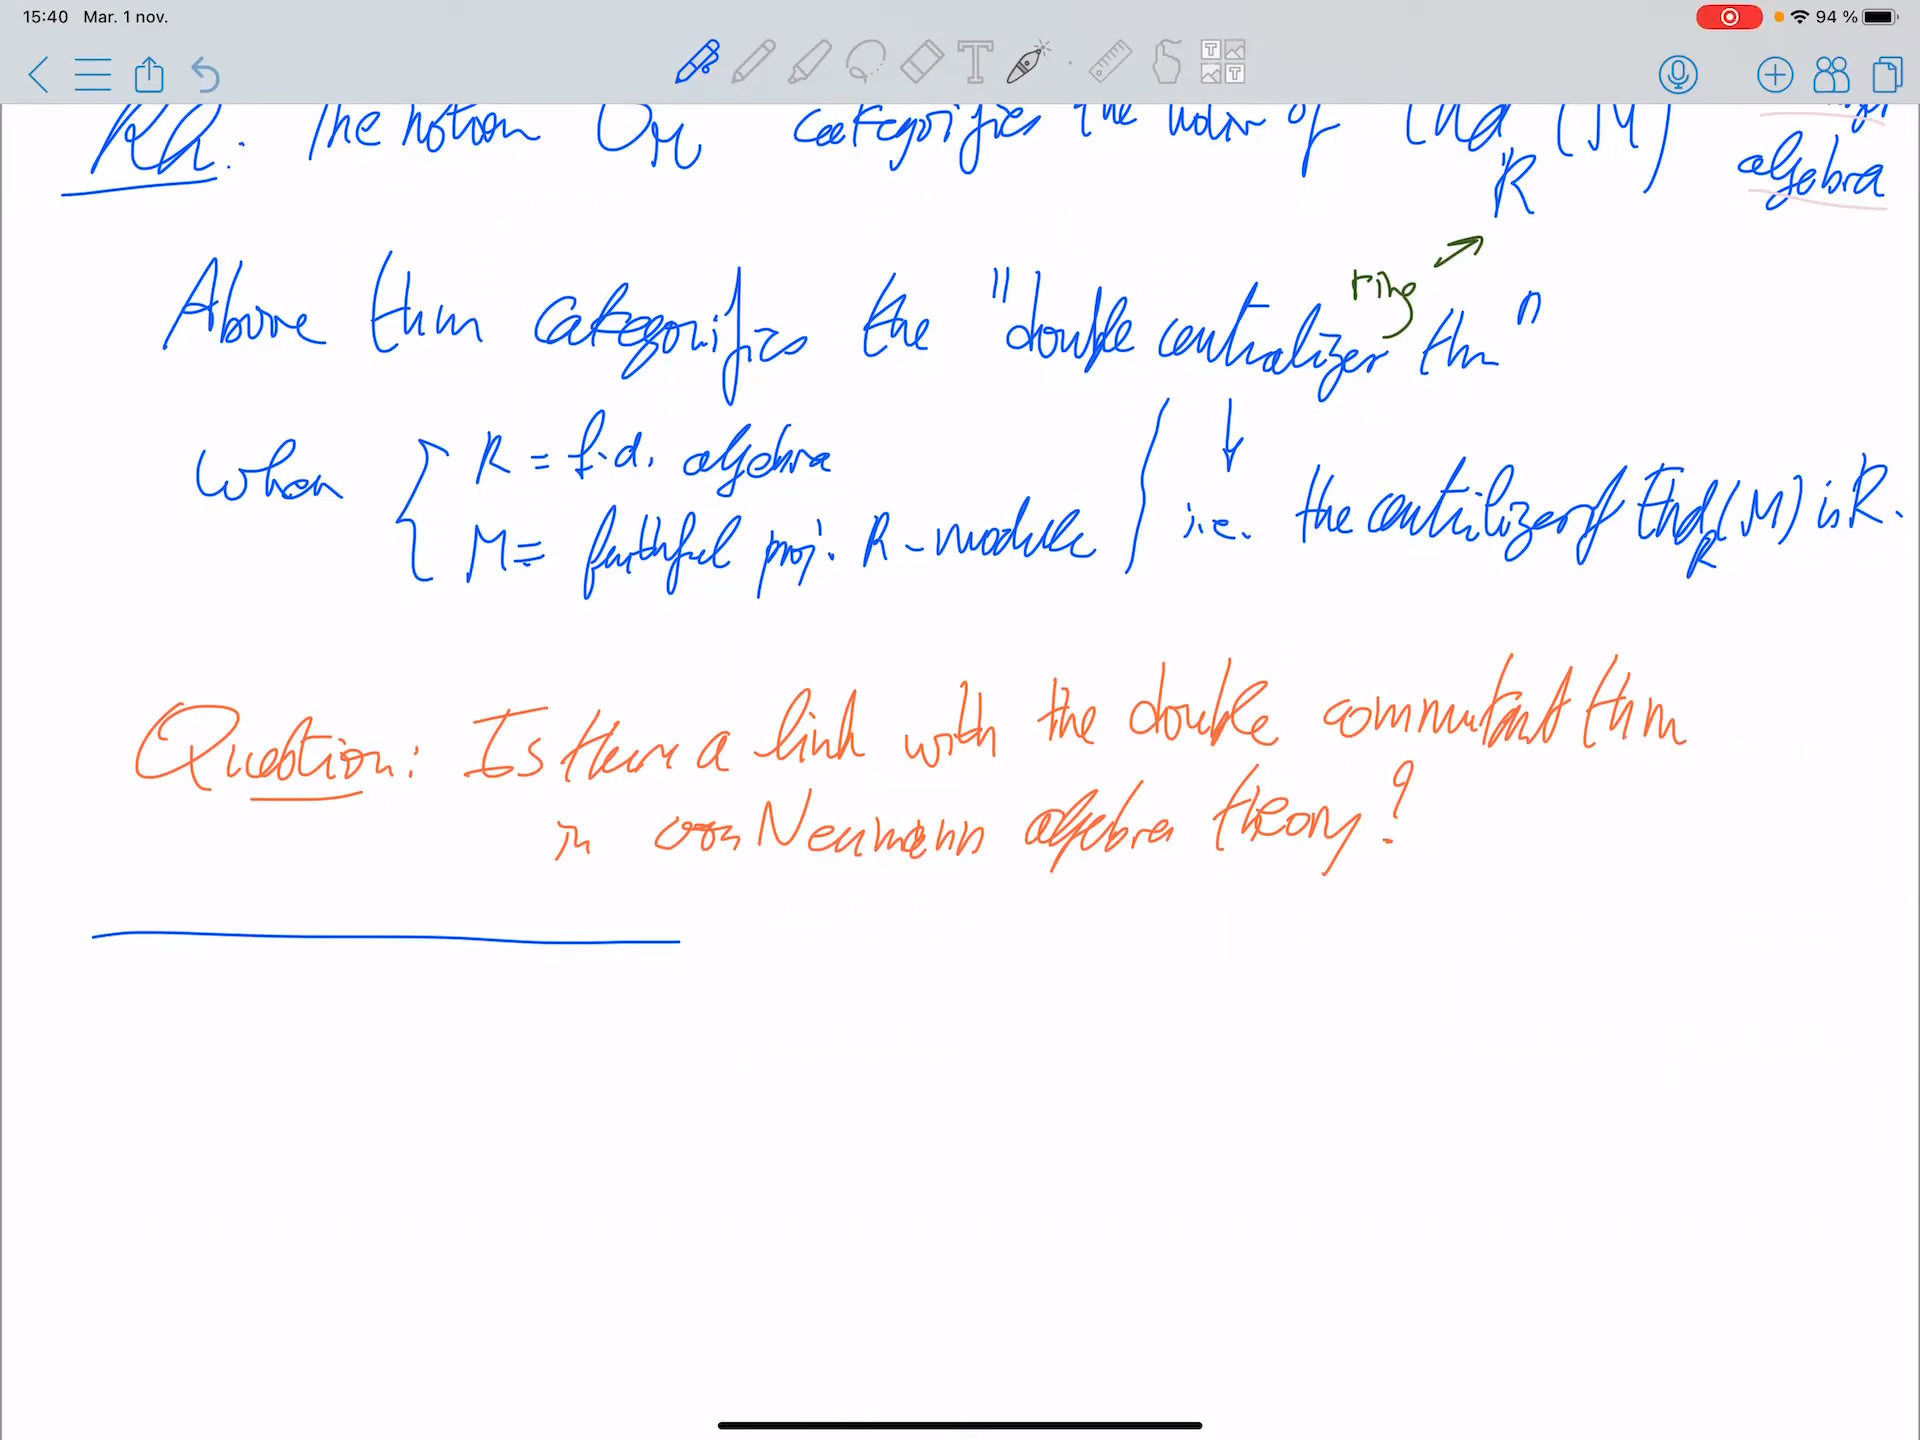 15:40 Mar. 1 nov. 94 %
Rk: The notion categorifies the notion of End_R (M)
algebra
ring
Above thm categorifies the "double centralizer thm"
when { R = f.d. algebra
M = faithful proj. R-module
i.e. the centralizer of End_R(M) is R.
Question: Is there a link with the double commutant thm
in von Neumann algebra theory?